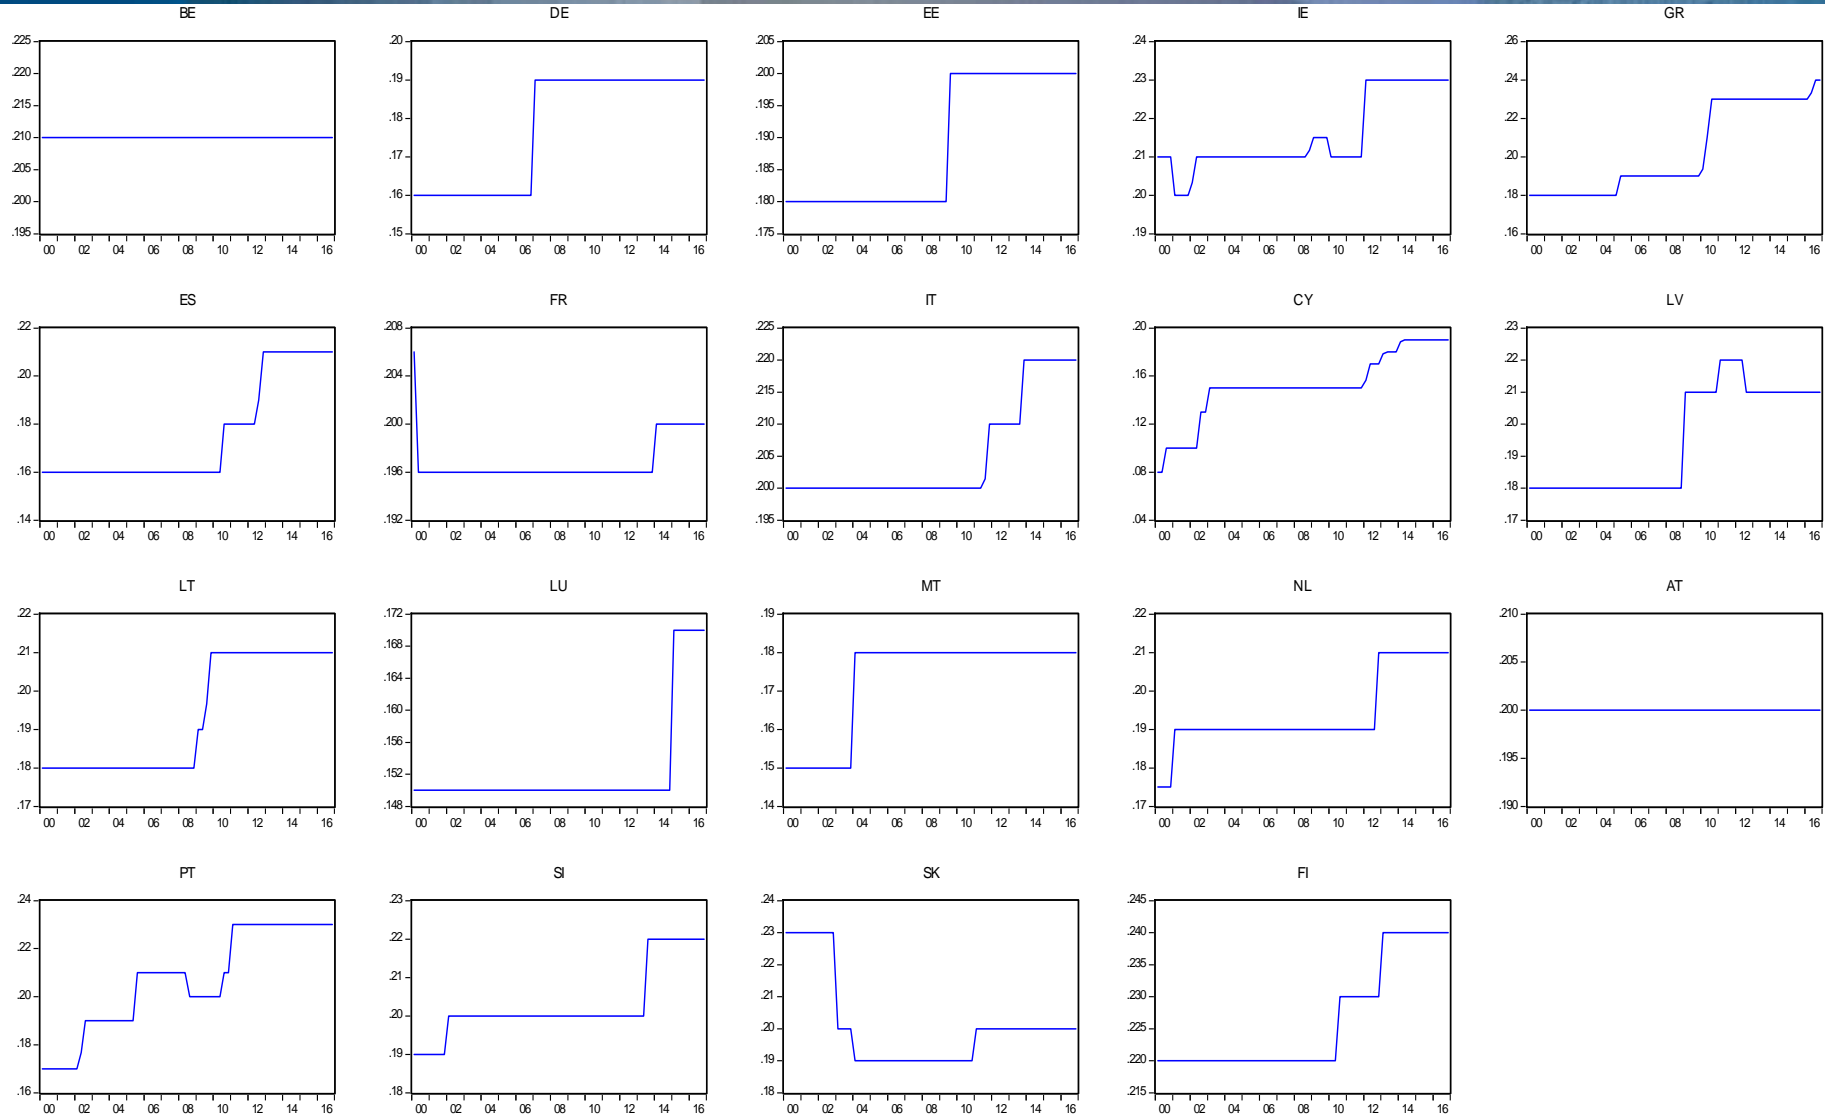 BE DE EE IE GR
.225 .20 .205 .24 .26
.220 .19 .200 .23 .24
.215 .18 .195 .22 .22
.210 .17 .190 .21 .20
.205 .16 .185 .20 .18
.200 .15 .180 .19 .16
.195 .175
00 02 04 06 08 10 12 14 16 00 02 04 06 08 10 12 14 16 00 02 04 06 08 10 12 14 16 00 02 04 06 08 10 12 14 16 00 02 04 06 08 10 12 14 16
ES FR IT CY LV
.22 .208 .225 .20 .23
.20 .204 .220 .16 .22
.18 .200 .215 .12 .21
.16 .196 .210 .08 .20
.14 .192 .205 .04 .19
.200 .18
.195 .17
00 02 04 06 08 10 12 14 16 00 02 04 06 08 10 12 14 16 00 02 04 06 08 10 12 14 16 00 02 04 06 08 10 12 14 16 00 02 04 06 08 10 12 14 16
LT LU MT NL AT
.22 .172 .19 .22 .210
.21 .168 .18 .21 .205
.20 .164 .17 .20 .200
.19 .160 .16 .19 .195
.18 .156 .15 .18 .190
.17 .152 .14 .17
.148
00 02 04 06 08 10 12 14 16 00 02 04 06 08 10 12 14 16 00 02 04 06 08 10 12 14 16 00 02 04 06 08 10 12 14 16 00 02 04 06 08 10 12 14 16
PT SI SK FI
.24 .23 .24 .245
.22 .22 .23 .240
.20 .21 .22 .235
.18 .20 .21 .230
.16 .19 .20 .225
.18 .19 .220
.18 .215
00 02 04 06 08 10 12 14 16 00 02 04 06 08 10 12 14 16 00 02 04 06 08 10 12 14 16 00 02 04 06 08 10 12 14 16